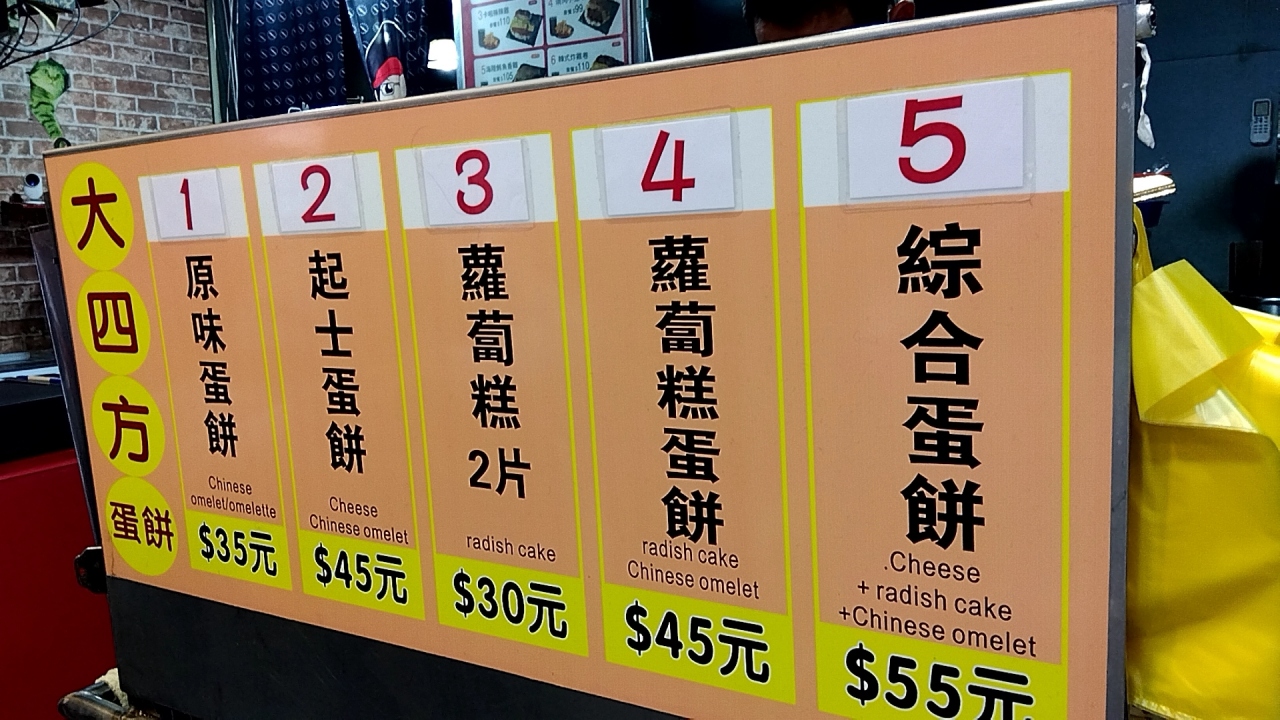 大四方蛋餅
1
原味蛋餅
Chinese
omelet/omelette
$35元
2
起士蛋餅
Cheese
Chinese omelet
$45元
3
蘿蔔糕2片
radish cake
$30元
4
蘿蔔糕蛋餅
radish cake
Chinese omelet
$45元
5
綜合蛋餅
.Cheese
+ radish cake
+Chinese omelet
$55元